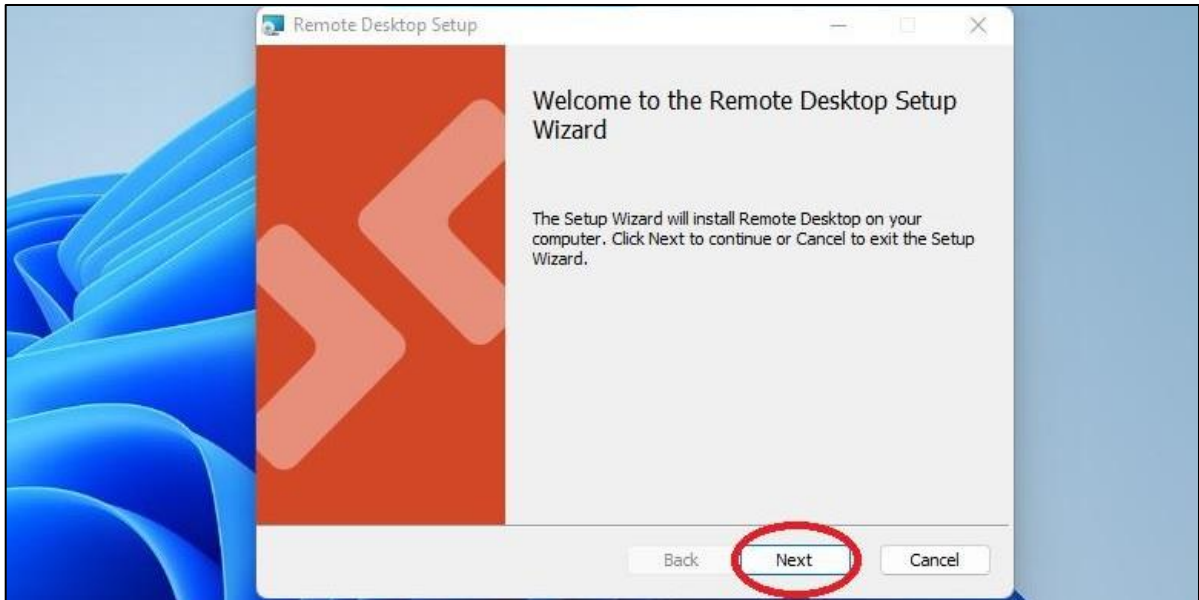 Remote Desktop Setup
Welcome to the Remote Desktop Setup
Wizard
The Setup Wizard will install Remote Desktop on your
computer. Click Next to continue or Cancel to exit the Setup
Wizard.
Back Next Cancel